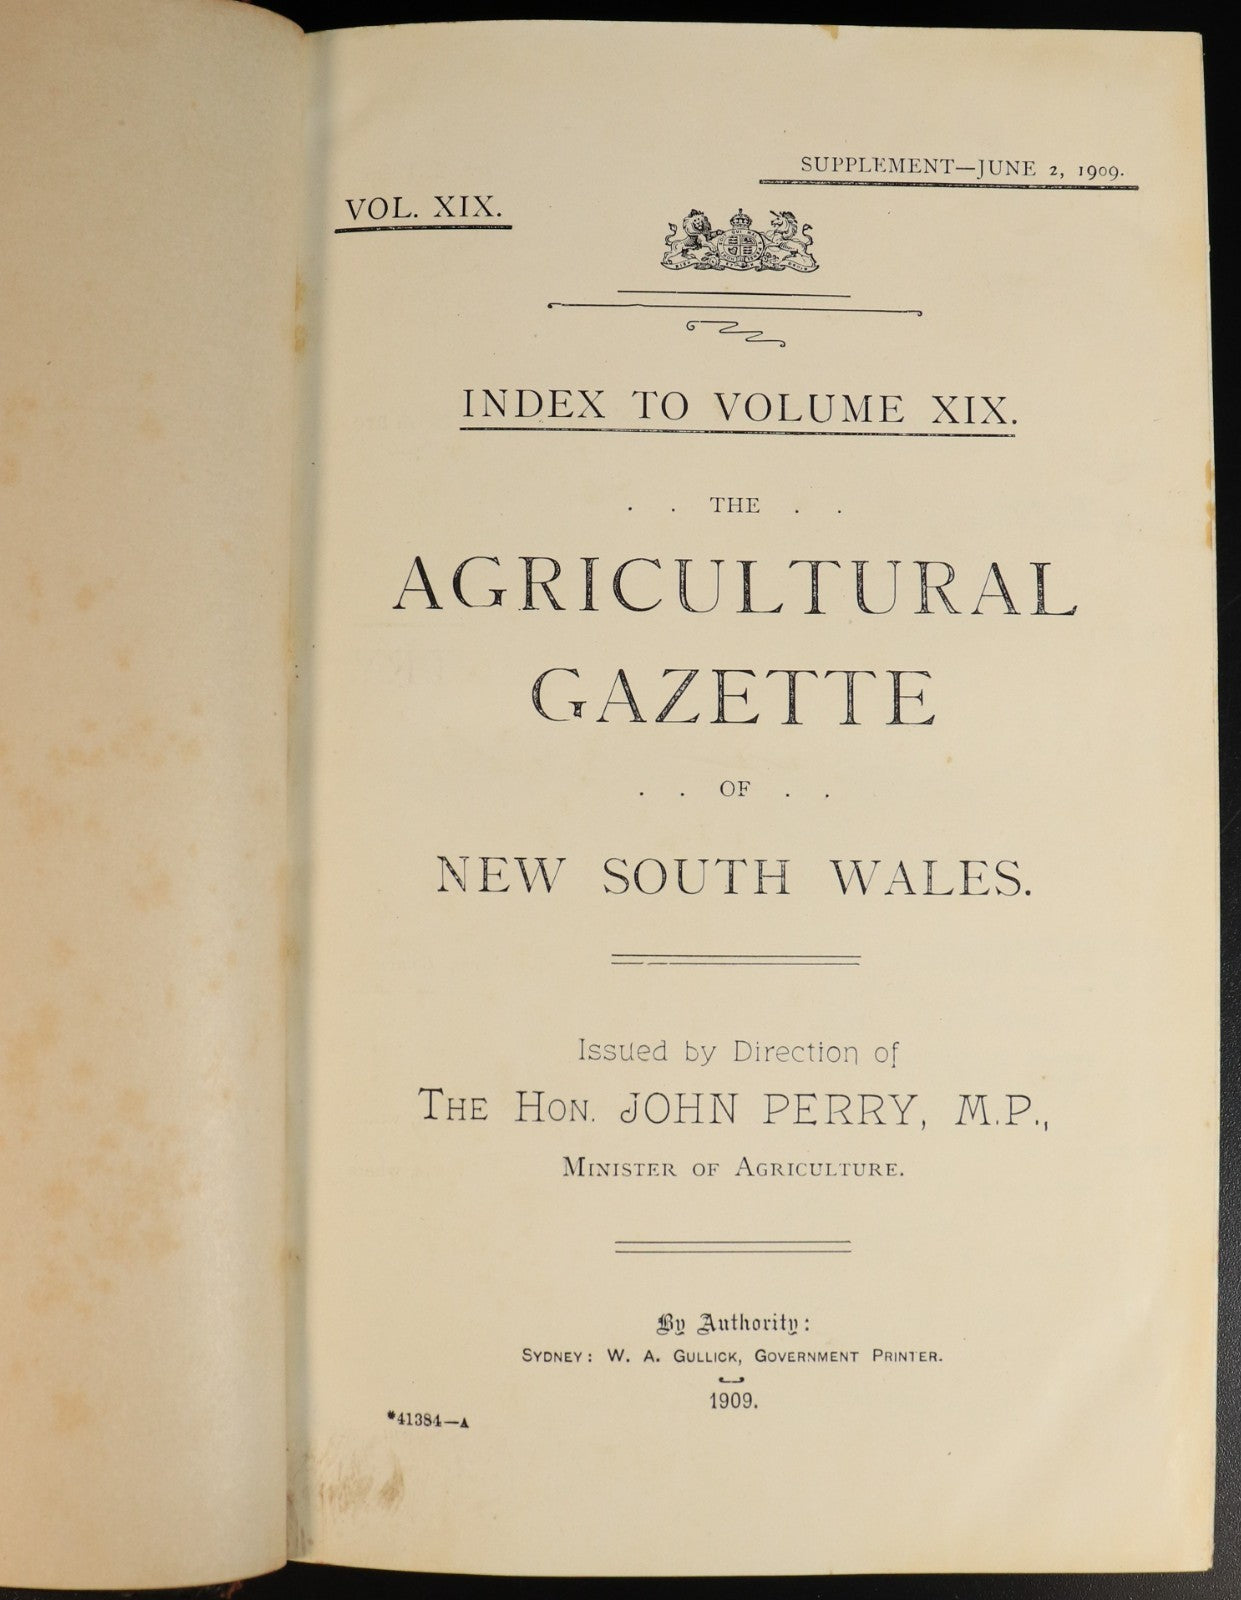 SUPPLEMENT—JUNE 2, 1909.
VOL. XIX.
INDEX TO VOLUME XIX.
. . THE . .
AGRICULTURAL
GAZETTE
. . OF . .
NEW SOUTH WALES.
Issued by Direction of
THE HON. JOHN PERRY, M.P.,
MINISTER OF AGRICULTURE.
By Authority:
SYDNEY: W. A. GULLICK, GOVERNMENT PRINTER.
1909.
*41384—A